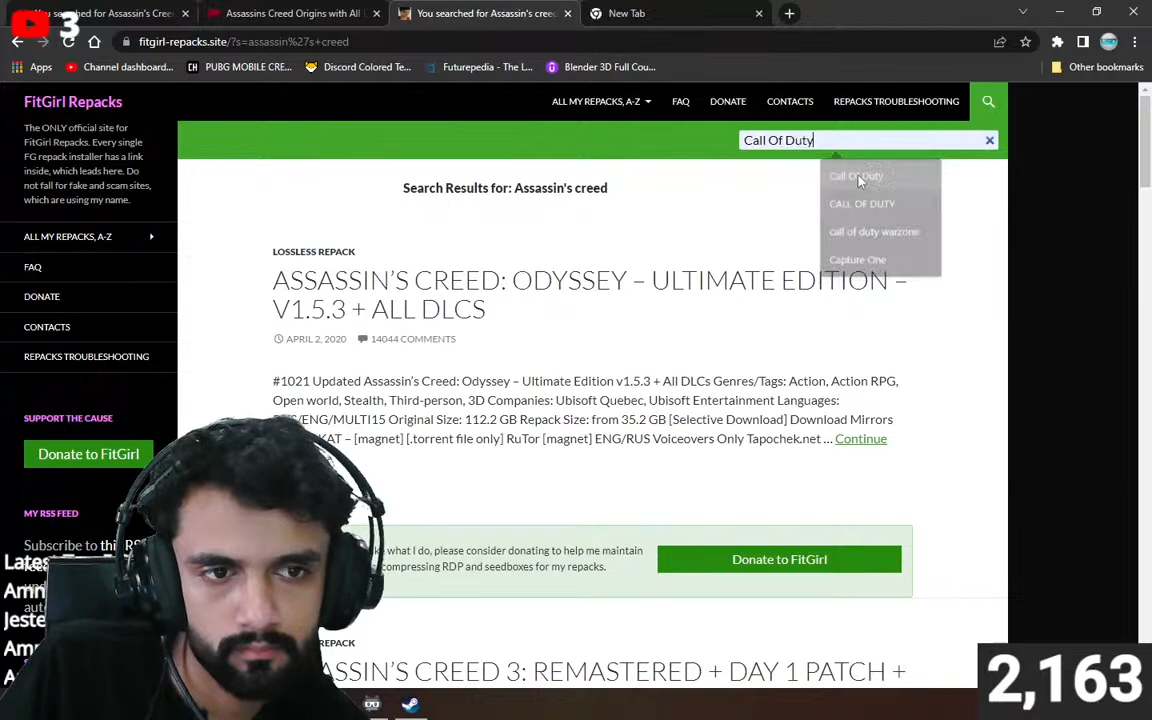 You searched for Assassin's Cree
Assassins Creed Origins with All
You searched for Assassin's cree
New Tab
3
fitgirl-repacks.site/?s=assassin%27s+creed
Apps
Channel dashboard...
PUBG MOBILE CRE...
Discord Colored Te...
Futurepedia - The L...
Blender 3D Full Cou...
Other bookmarks
FitGirl Repacks
ALL MY REPACKS, A-Z
FAQ
DONATE
CONTACTS
REPACKS TROUBLESHOOTING
The ONLY official site for
FitGirl Repacks. Every single
FG repack installer has a link
inside, which leads here. Do
not fall for fake and scam sites,
which are using my name.
Call Of Duty
Call Of Duty
CALL OF DUTY
call of duty warzone
Capture One
Search Results for: Assassin's creed
ALL MY REPACKS, A-Z
FAQ
DONATE
CONTACTS
REPACKS TROUBLESHOOTING
LOSSLESS REPACK
ASSASSIN'S CREED: ODYSSEY – ULTIMATE EDITION –
V1.5.3 + ALL DLCS
APRIL 2, 2020
14044 COMMENTS
#1021 Updated Assassin's Creed: Odyssey – Ultimate Edition v1.5.3 + All DLCs Genres/Tags: Action, Action RPG,
Open world, Stealth, Third-person, 3D Companies: Ubisoft Quebec, Ubisoft Entertainment Languages:
RUS/ENG/MULTI15 Original Size: 112.2 GB Repack Size: from 35.2 GB [Selective Download] Download Mirrors
– [magnet] [.torrent file only] RuTor [magnet] ENG/RUS Voiceovers Only Tapochek.net ... Continue
SUPPORT THE CAUSE
Donate to FitGirl
MY RSS FEED
Subscribe to
what I do, please consider donating to help me maintain
compressing RDP and seedboxes for my repacks.
Donate to FitGirl
REPACK
ASSASSIN'S CREED 3: REMASTERED + DAY 1 PATCH +
2,163